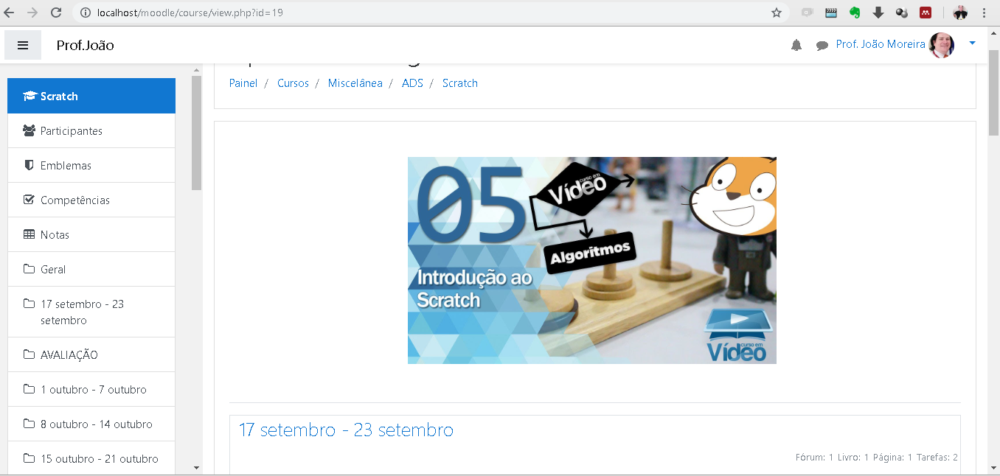 localhost/moodle/course/view.php?id=19
Prof.João
Prof. João Moreira
Painel / Cursos / Miscelânea / ADS / Scratch
Scratch
Participantes
Emblemas
Competências
Notas
Geral
17 setembro - 23
setembro
AVALIAÇÃO
1 outubro - 7 outubro
8 outubro - 14 outubro
15 outubro - 21 outubro
05
curso em
Vídeo
Algoritmos
Introdução ao
Scratch
curso em
Vídeo
17 setembro - 23 setembro
Fórum: 1 Livro: 1 Página: 1 Tarefas: 2